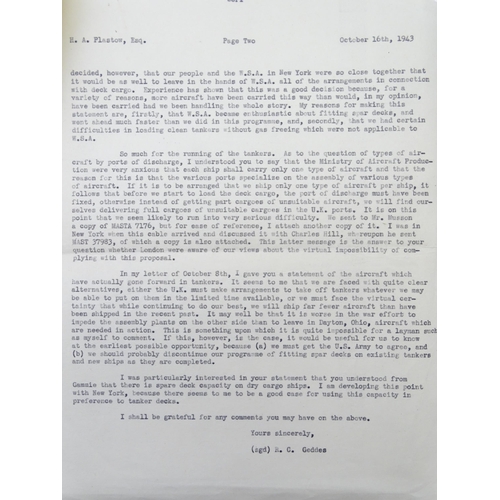 H. A. Plastow, Esq.    Page Two    October 16th, 1943
decided, however, that our people and the W.S.A. in New York were so close together that
it would be as well to leave in the hands of W.S.A. all of the arrangements in connection
with deck cargo. Experience has shown that this was a good decision because, for a
variety of reasons, more aircraft have been carried this way than would, in my opinion,
have been carried had we been handling the whole story. My reasons for making this
statement are, firstly, that W.S.A. became enthusiastic about fitting spar decks, and
went ahead much faster than we did in this programme, and, secondly, that we had certain
difficulties in loading clean tankers without gas freeing which were not applicable to
W.S.A.
So much for the running of the tankers. As to the question of types of air-
craft by ports of discharge, I understood you to say that the Ministry of Aircraft Produc-
tion were very anxious that each ship shall carry only one type of aircraft and that the
reason for this is that the various ports specialize on the assembly of various types
of aircraft. If it is to be arranged that we ship only one type of aircraft per ship, it
follows that before we start to load the deck cargo, the port of discharge must have been
fixed, otherwise instead of getting part cargoes of unsuitable aircraft, we will find our-
selves delivering full cargoes of unsuitable cargoes in the U.K. ports. It is on this
point that we seem likely to run into very serious difficulty. He sent to Mr.
a copy of MASTA 7176, but for ease of reference, I attach another copy of it. I was in
New York when this cable arrived and discussed it with Charles Hill, whereupon he sent
MAST 37983, of which a copy is also attached. This letter message is the answer to your
question whether London were aware of our views about the virtual impossibility of com-
plying with this proposal.
In my letter of October 8th, I gave you a statement of the aircraft which
have actually gone forward in tankers. It seems to me that we are faced with quite clear
alternatives, either the U.K. must make arrangements to take off tankers whatever we may
be able to put on them in the limited time available, or we must face the virtual cer-
tainty that while continuing to do our best, we will ship far fewer aircraft than have
been shipped in the recent past. It may well be that it is worse in the war effort to
impede the assembly plants on the other side than to leave in Dayton, Ohio, aircraft which
are needed in action. This is something upon which it is quite impossible for a layman such
as myself to comment. If this, however, is the case, it would be useful for us to know
at the earliest possible opportunity, because (a) we must get the U.S. Army to agree, and
(b) we should probably discontinue our programme of fitting spar decks on existing tankers
and new ships as they are completed.
I was particularly interested in your statement that you understood from
Gammie that there is spare deck capacity on dry cargo ships. I am developing this point
with New York, because there seems to me to be a good case for using this capacity in
preference to tanker decks.
I shall be grateful for any comments you may have on the above.
Yours sincerely,
(sgd) R. C. Geddes